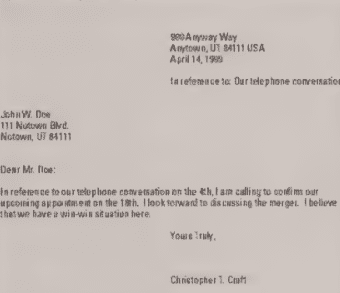 999 Anyway Way
Anytown, UT 84111 USA
April 14, 1999
In reference to: Our telephone conversation
John W. Doe
111 Notown Blvd.
Notown, UT 84111
Dear Mr. Doe:
In reference to our telephone conversation on the 4th, I am calling to confirm our
upcoming appointment on the 18th. I look forward to discussing the merger. I believe
that we have a win-win situation here.
Yours Truly,
Christopher T. Craft